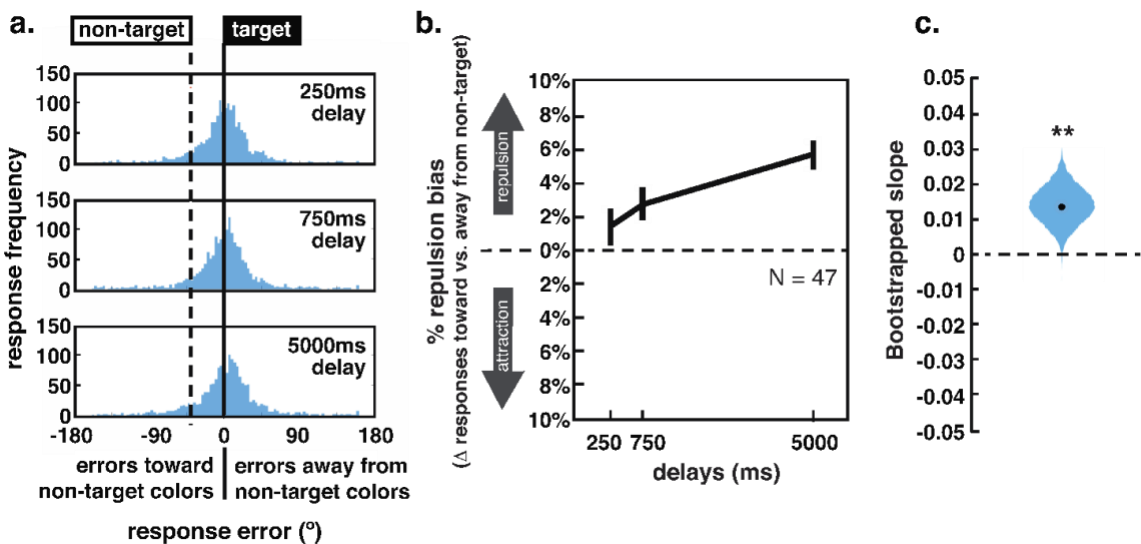 a.
non-target
target
150
100
50
0
250ms
delay
150
100
50
0
750ms
delay
150
100
50
0
5000ms
delay
response frequency
-180
-90
0
90
180
errors toward
non-target colors
errors away from
non-target colors
response error (°)
b.
% repulsion bias
(Δ responses toward vs. away from non-target)
repulsion
attraction
10%
8%
6%
4%
2%
0%
2%
4%
6%
8%
10%
N = 47
250
750
5000
delays (ms)
c.
Bootstrapped slope
0.05
0.04
0.03
0.02
0.01
0
-0.01
-0.02
-0.03
-0.04
-0.05
**